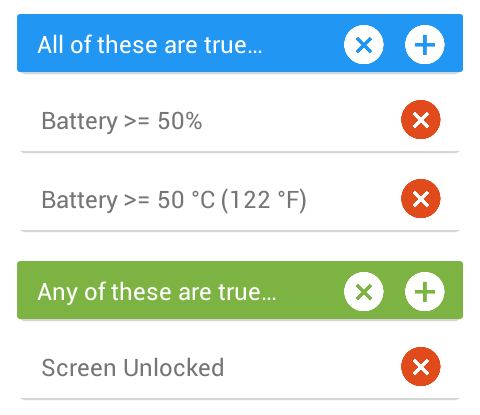 All of these are true...
Battery >= 50%
Battery >= 50 °C (122 °F)
Any of these are true...
Screen Unlocked